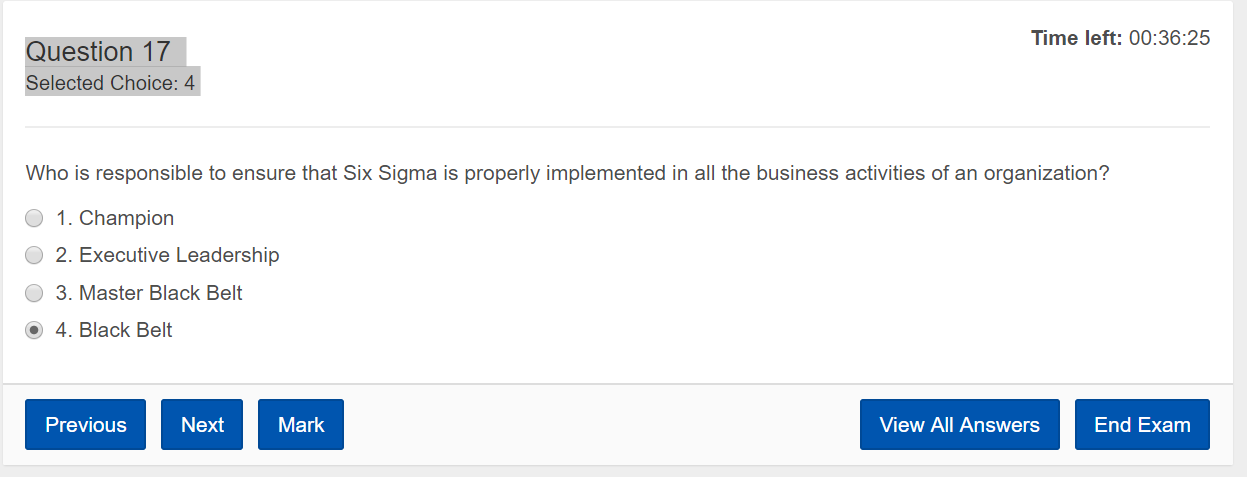 Question 17
Time left: 00:36:25
Selected Choice: 4
Who is responsible to ensure that Six Sigma is properly implemented in all the business activities of an organization?
1. Champion
2. Executive Leadership
3. Master Black Belt
4. Black Belt
Previous Next Mark View All Answers End Exam